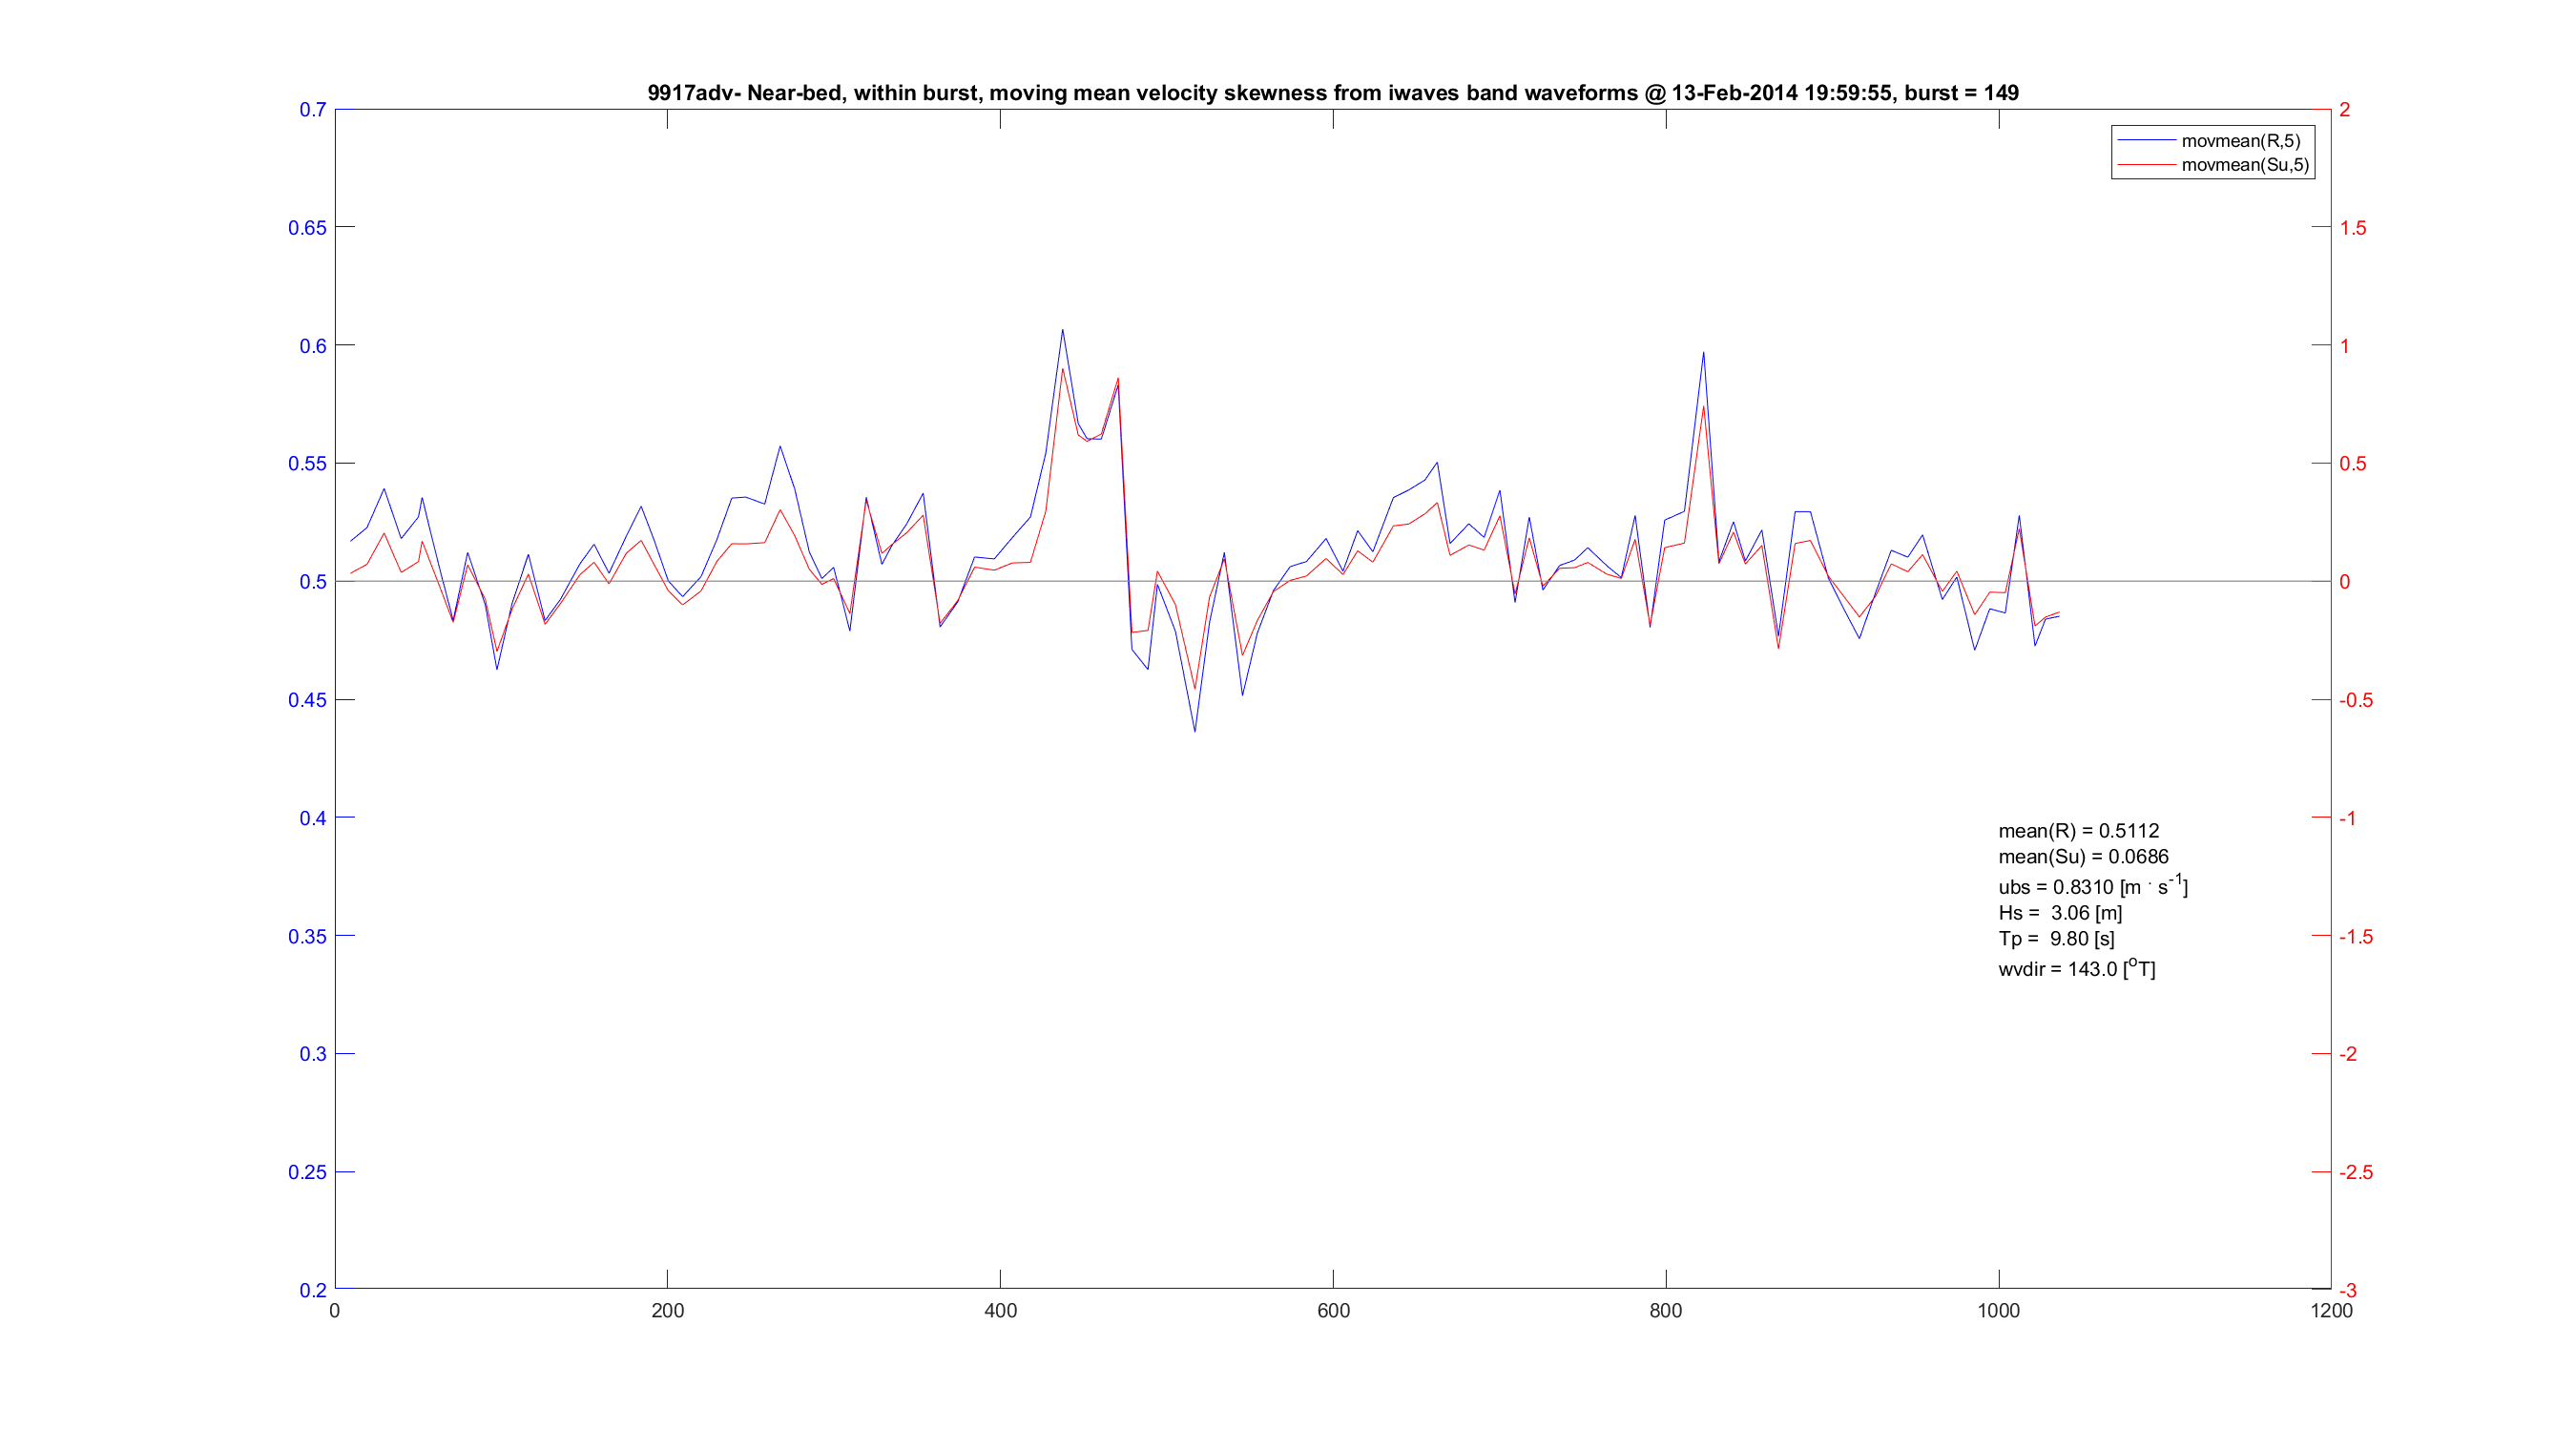 9917adv- Near-bed, within burst, moving mean velocity skewness from iwaves band waveforms @ 13-Feb-2014 19:59:55, burst = 149
movmean(R,5)
movmean(Su,5)
0.7
0.65
0.6
0.55
0.5
0.45
0.4
0.35
0.3
0.25
0.2
2
1.5
1
0.5
0
-0.5
-1
-1.5
-2
-2.5
-3
mean(R) = 0.5112
mean(Su) = 0.0686
ubs = 0.8310 [m · s⁻¹]
Hs = 3.06 [m]
Tp = 9.80 [s]
wvdir = 143.0 [ᵒT]
0 200 400 600 800 1000 1200